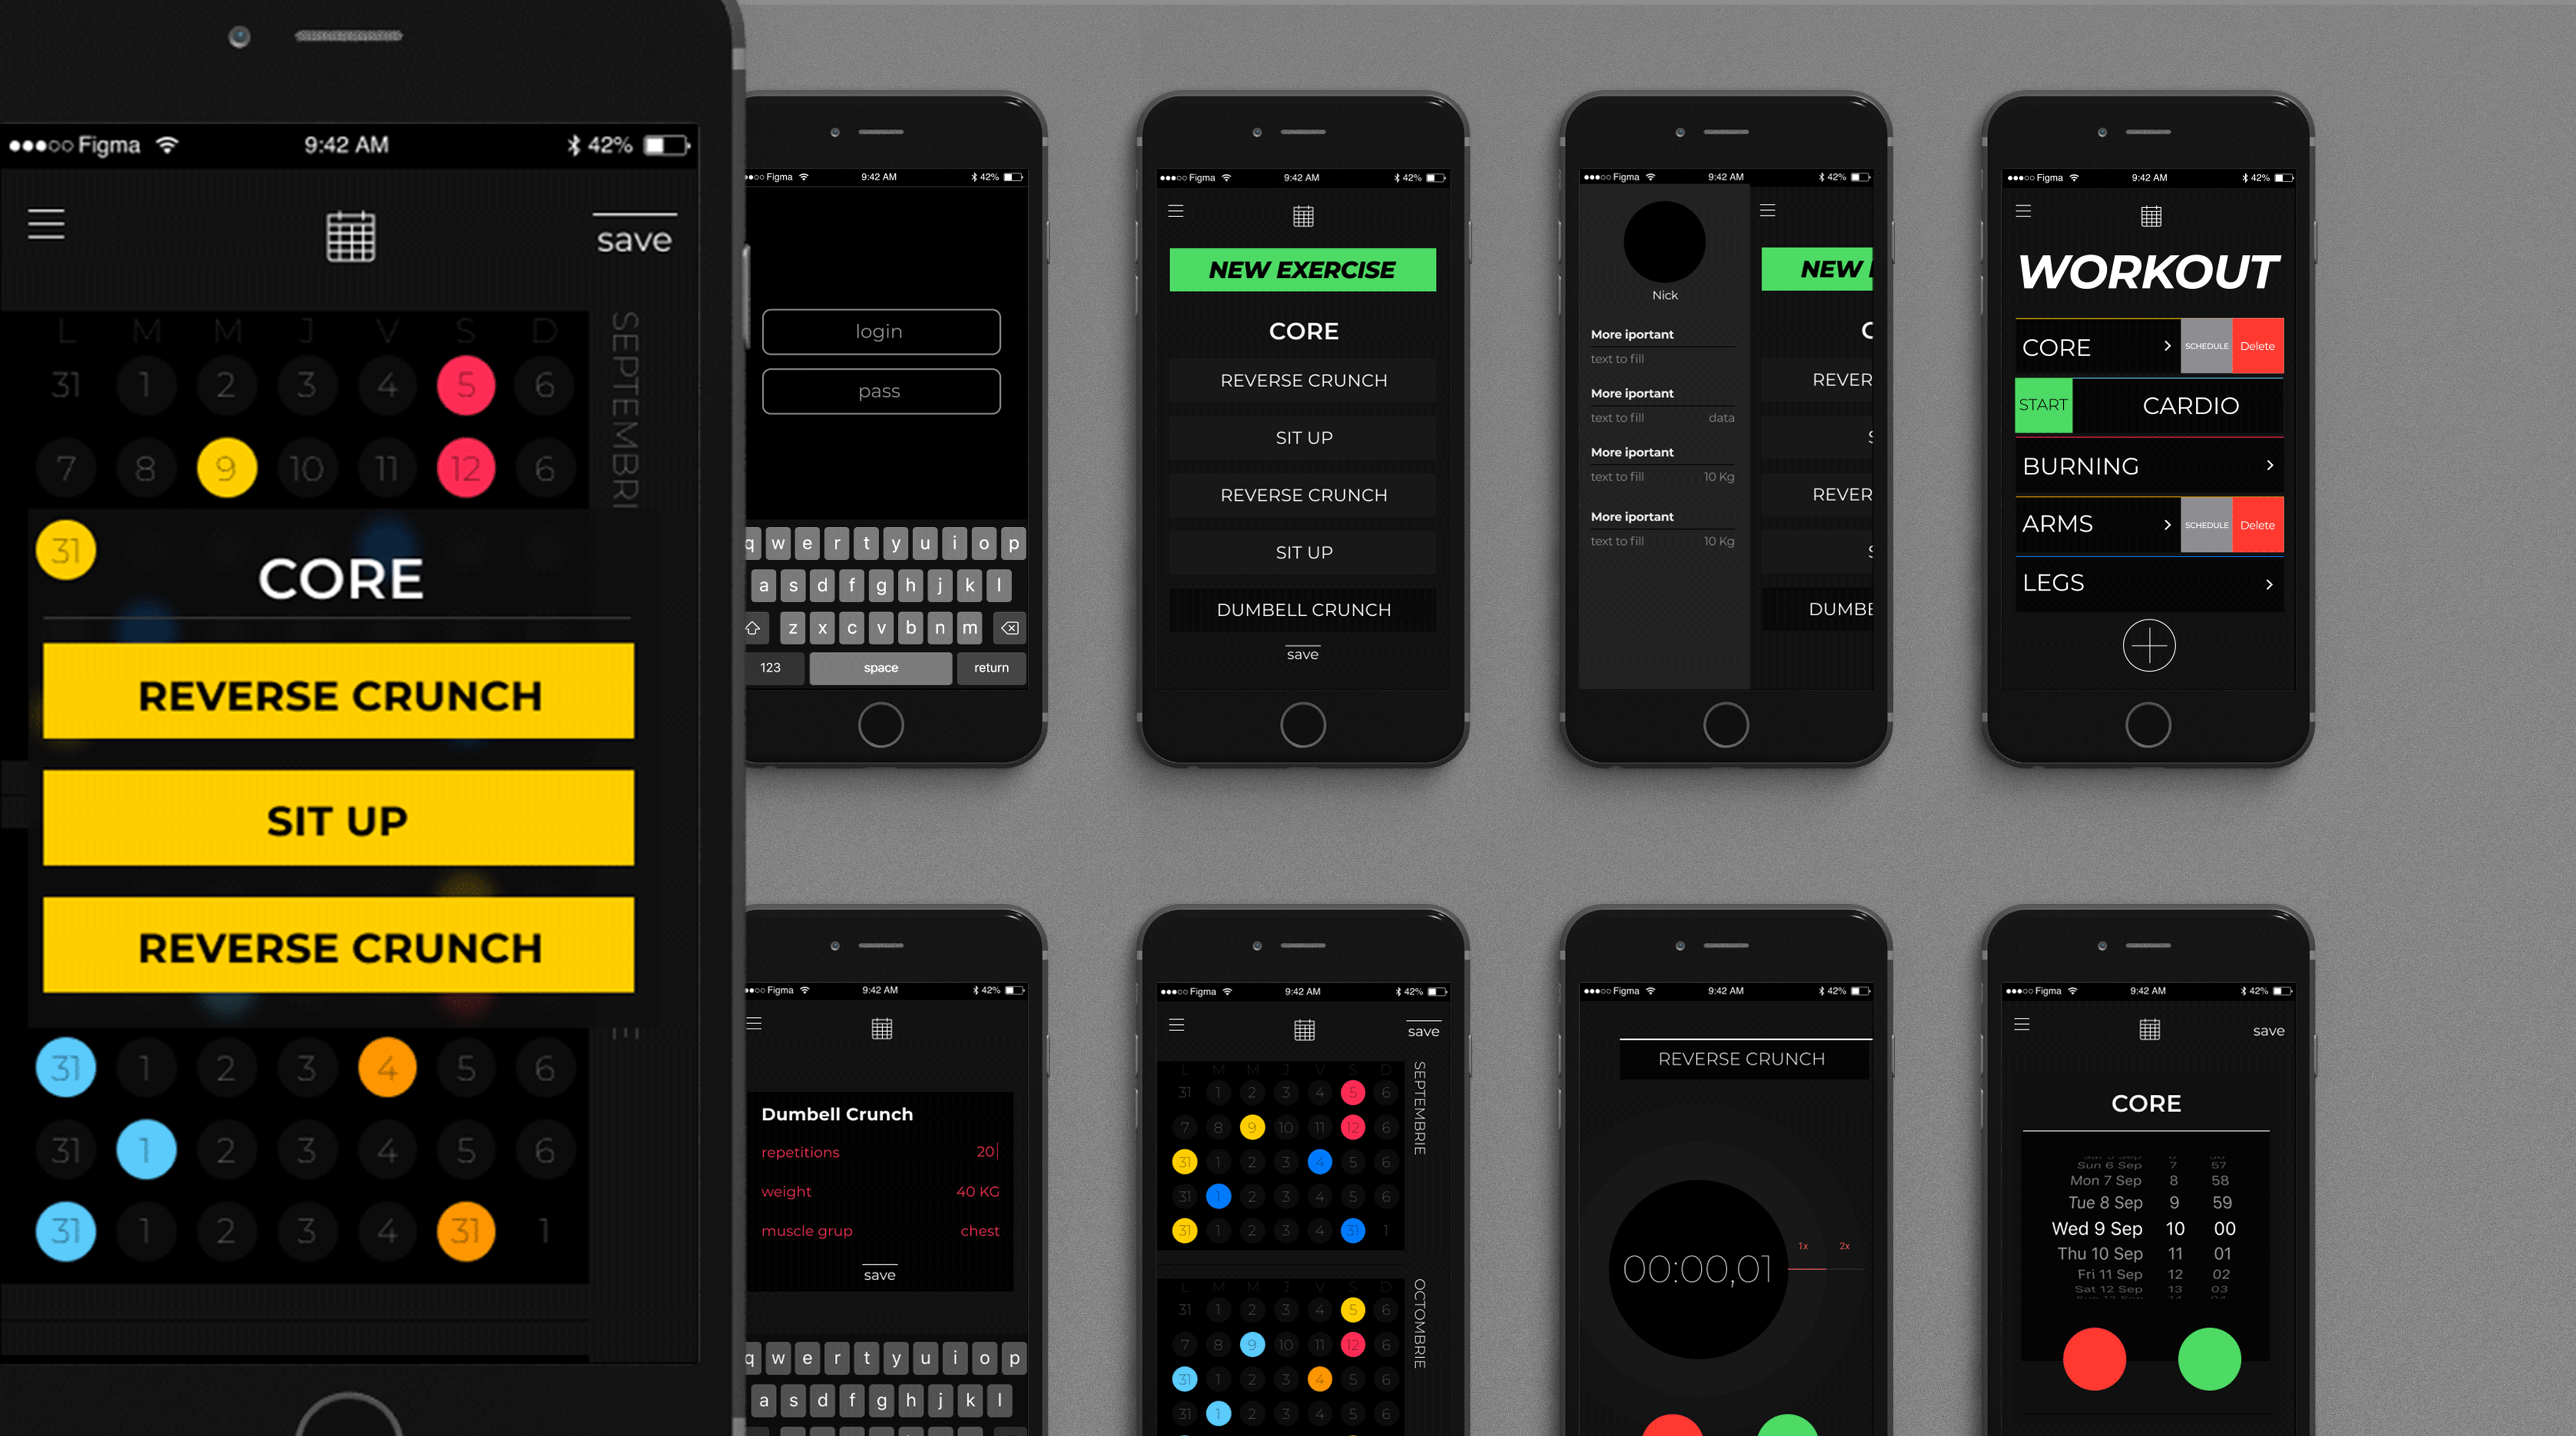 Figma 9:42 AM 42%
save
L M M J V S D
SEPTEMBRI
31 1 2 3 4 5 6
7 8 9 10 11 12 6
31
CORE
REVERSE CRUNCH
SIT UP
REVERSE CRUNCH
E
31 1 2 3 4 5 6
31 1 2 3 4 5 6
31 1 2 3 4 31 1
Figma 9:42 AM 42%
login
pass
q w e r t y u i o p
a s d f g h j k l
z x c v b n m
123 space return
Figma 9:42 AM 42%
NEW EXERCISE
CORE
REVERSE CRUNCH
SIT UP
REVERSE CRUNCH
SIT UP
DUMBELL CRUNCH
save
Figma 9:42 AM 42%
Nick
More iportant
text to fill
More iportant
text to fill data
More iportant
text to fill 10 Kg
More iportant
text to fill 10 Kg
NEW
C
REVER
S
REVER
S
DUMBE
Figma 9:42 AM 42%
WORKOUT
CORE SCHEDULE Delete
START CARDIO
BURNING
ARMS SCHEDULE Delete
LEGS
Figma 9:42 AM 42%
Dumbell Crunch
repetitions 20
weight 40 KG
muscle grup chest
save
q w e r t y u i o p
a s d f g h j k l
Figma 9:42 AM 42%
save
L M M J V S D
SEPTEMBRIE
31 1 2 3 4 5 6
7 8 9 10 11 12 6
31 1 2 3 4 5 6
31 1 2 3 4 5 6
31 1 2 3 4 31 1
L M M J V S D
OCTOMBRIE
31 1 2 3 4 5 6
7 8 9 10 11 12 6
31 1 2 3 4 5 6
31 1 2 3 4 5 6
Figma 9:42 AM 42%
REVERSE CRUNCH
1x 2x
00:00,01
Figma 9:42 AM 42%
save
CORE
Sun 6 Sep 7 57
Mon 7 Sep 8 58
Tue 8 Sep 9 59
Wed 9 Sep 10 00
Thu 10 Sep 11 01
Fri 11 Sep 12 02
Sat 12 Sep 13 03